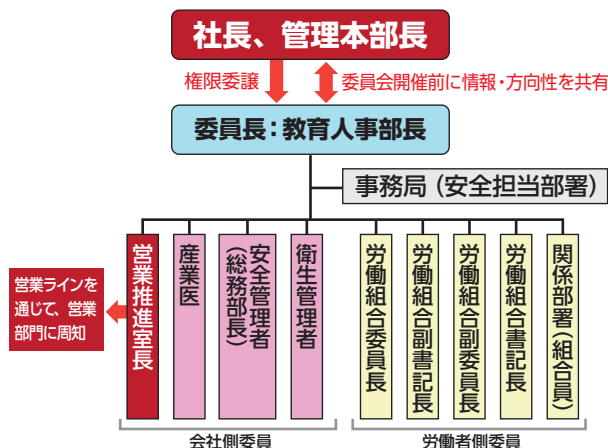 社長、管理本部長
権限委譲
委員会開催前に情報・方向性を共有
委員長：教育人事部長
事務局（安全担当部署）
営業ラインを
通じて、営業
部門に周知
営業推進室長
産業医
安全管理者
（総務部長）
衛生管理者
労働組合委員長
労働組合副書記長
労働組合副委員長
労働組合書記長
関係部署（組合員）
会社側委員
労働者側委員